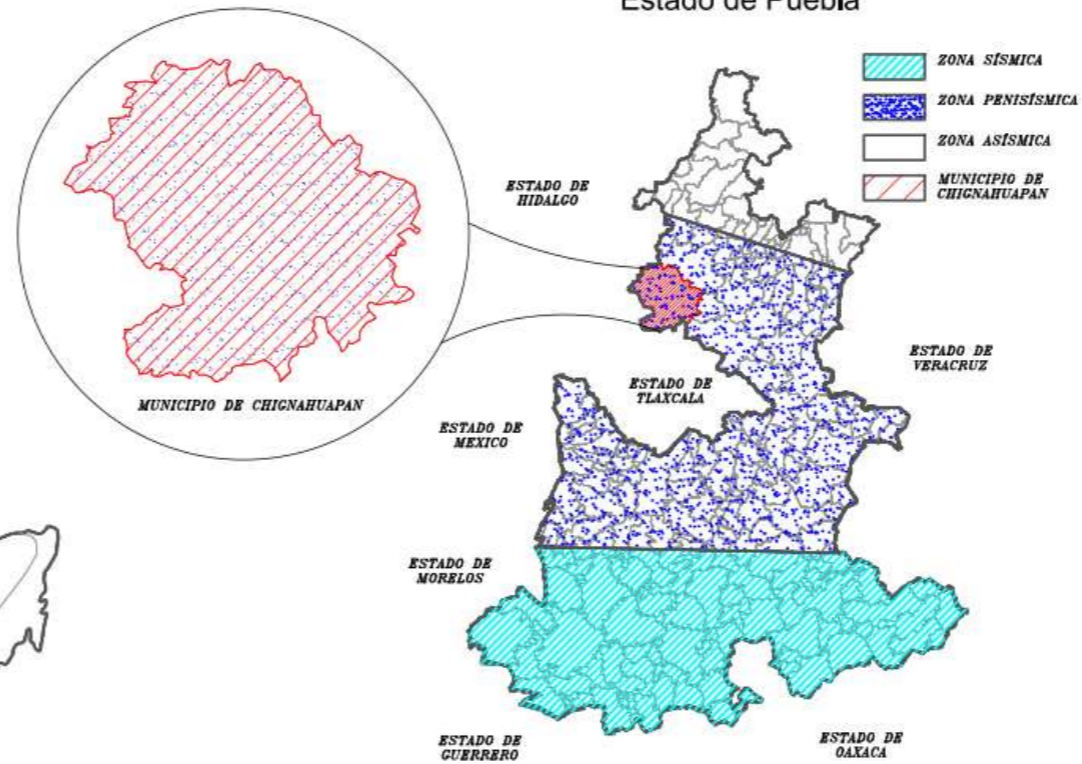 Estado de Puebla
ZONA SÍSMICA
ZONA PENISÍSMICA
ZONA ASÍSMICA
MUNICIPIO DE
CHIGNAHUAPAN
ESTADO DE
HIDALGO
ESTADO DE
VERACRUZ
ESTADO DE
TLAXCALA
MUNICIPIO DE CHIGNAHUAPAN
ESTADO DE
MEXICO
ESTADO DE
MORELOS
ESTADO DE
GUERRERO
ESTADO DE
OAXACA